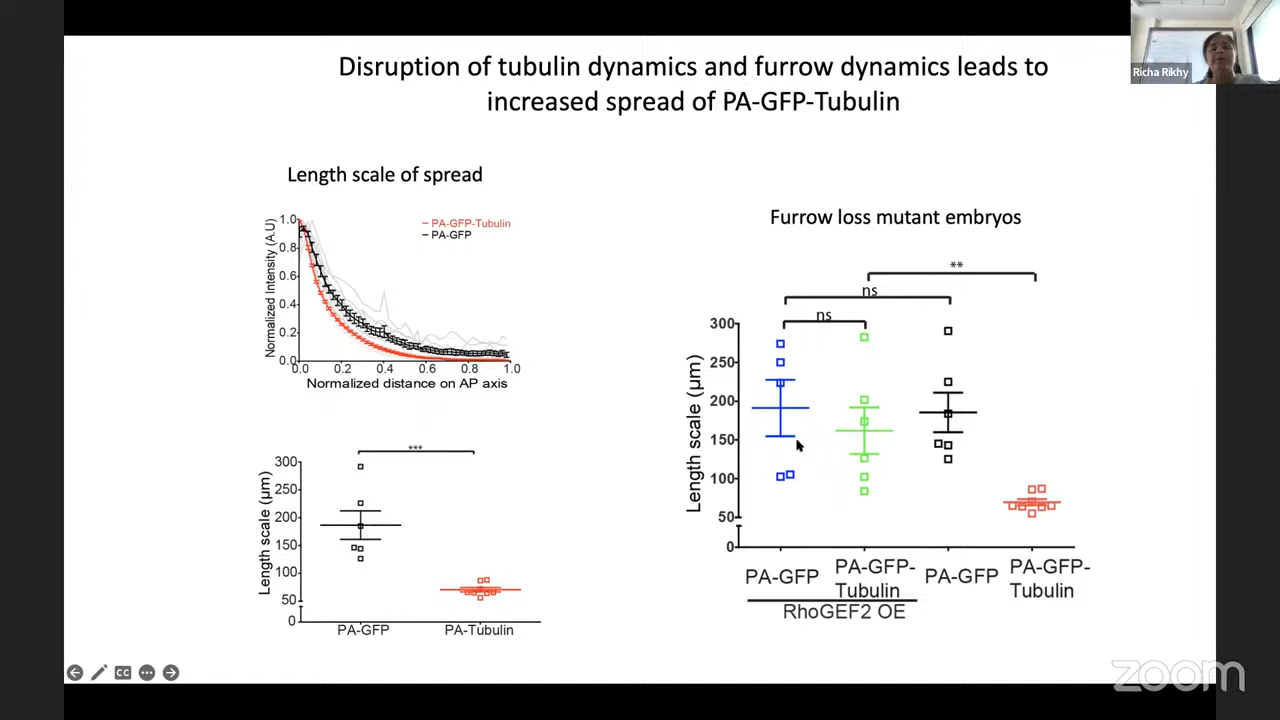 Richa Rikhy
Disruption of tubulin dynamics and furrow dynamics leads to
increased spread of PA-GFP-Tubulin
Length scale of spread
Normalized Intensity (A.U)
1.0
0.8
0.6
0.4
0.2
0.0
PA-GFP-Tubulin
PA-GFP
0.0 0.2 0.4 0.6 0.8 1.0
Normalized distance on AP axis
***
Length scale (μm)
300
250
200
150
100
50
0
PA-GFP PA-Tubulin
Furrow loss mutant embryos
**
ns
ns
Length scale (μm)
300
250
200
150
100
50
0
PA-GFP PA-GFP- PA-GFP PA-GFP-
Tubulin Tubulin
RhoGEF2 OE
CC
zoom